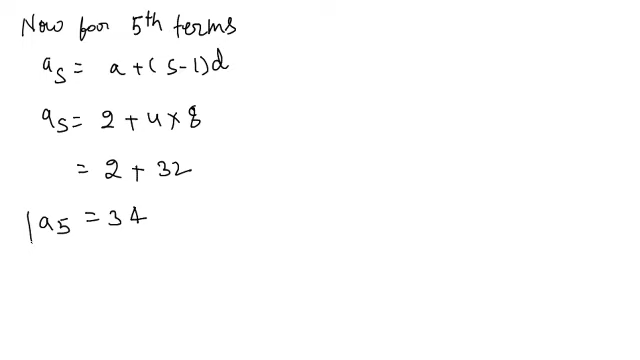 Now for 5th terms
a5 = a + (5-1)d
a5 = 2 + 4 × 8
= 2 + 32
a5 = 34